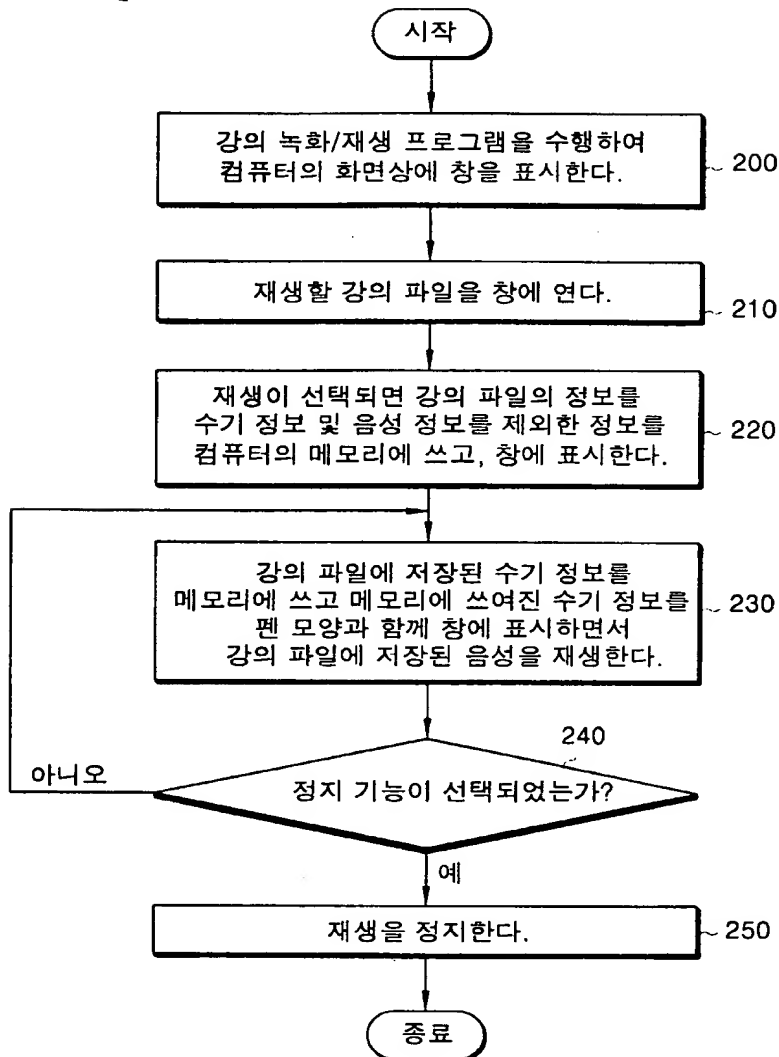 시작
강의 녹화/재생 프로그램을 수행하여
컴퓨터의 화면상에 창을 표시한다.
200
재생할 강의 파일을 창에 연다.
210
재생이 선택되면 강의 파일의 정보를
수기 정보 및 음성 정보를 제외한 정보를
컴퓨터의 메모리에 쓰고, 창에 표시한다.
220
강의 파일에 저장된 수기 정보를
메모리에 쓰고 메모리에 쓰여진 수기 정보를
펜 모양과 함께 창에 표시하면서
강의 파일에 저장된 음성을 재생한다.
230
240
아니오
정지 기능이 선택되었는가?
예
재생을 정지한다.
250
종료